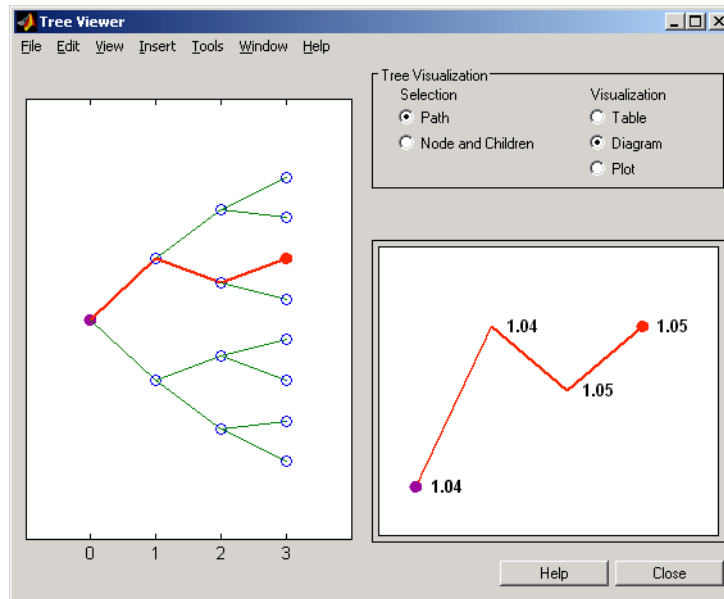 Tree Viewer
File Edit View Insert Tools Window Help
Tree Visualization
Selection
Visualization
Path
Table
Node and Children
Diagram
Plot
1.04
1.05
1.05
1.04
0 1 2 3
Help
Close